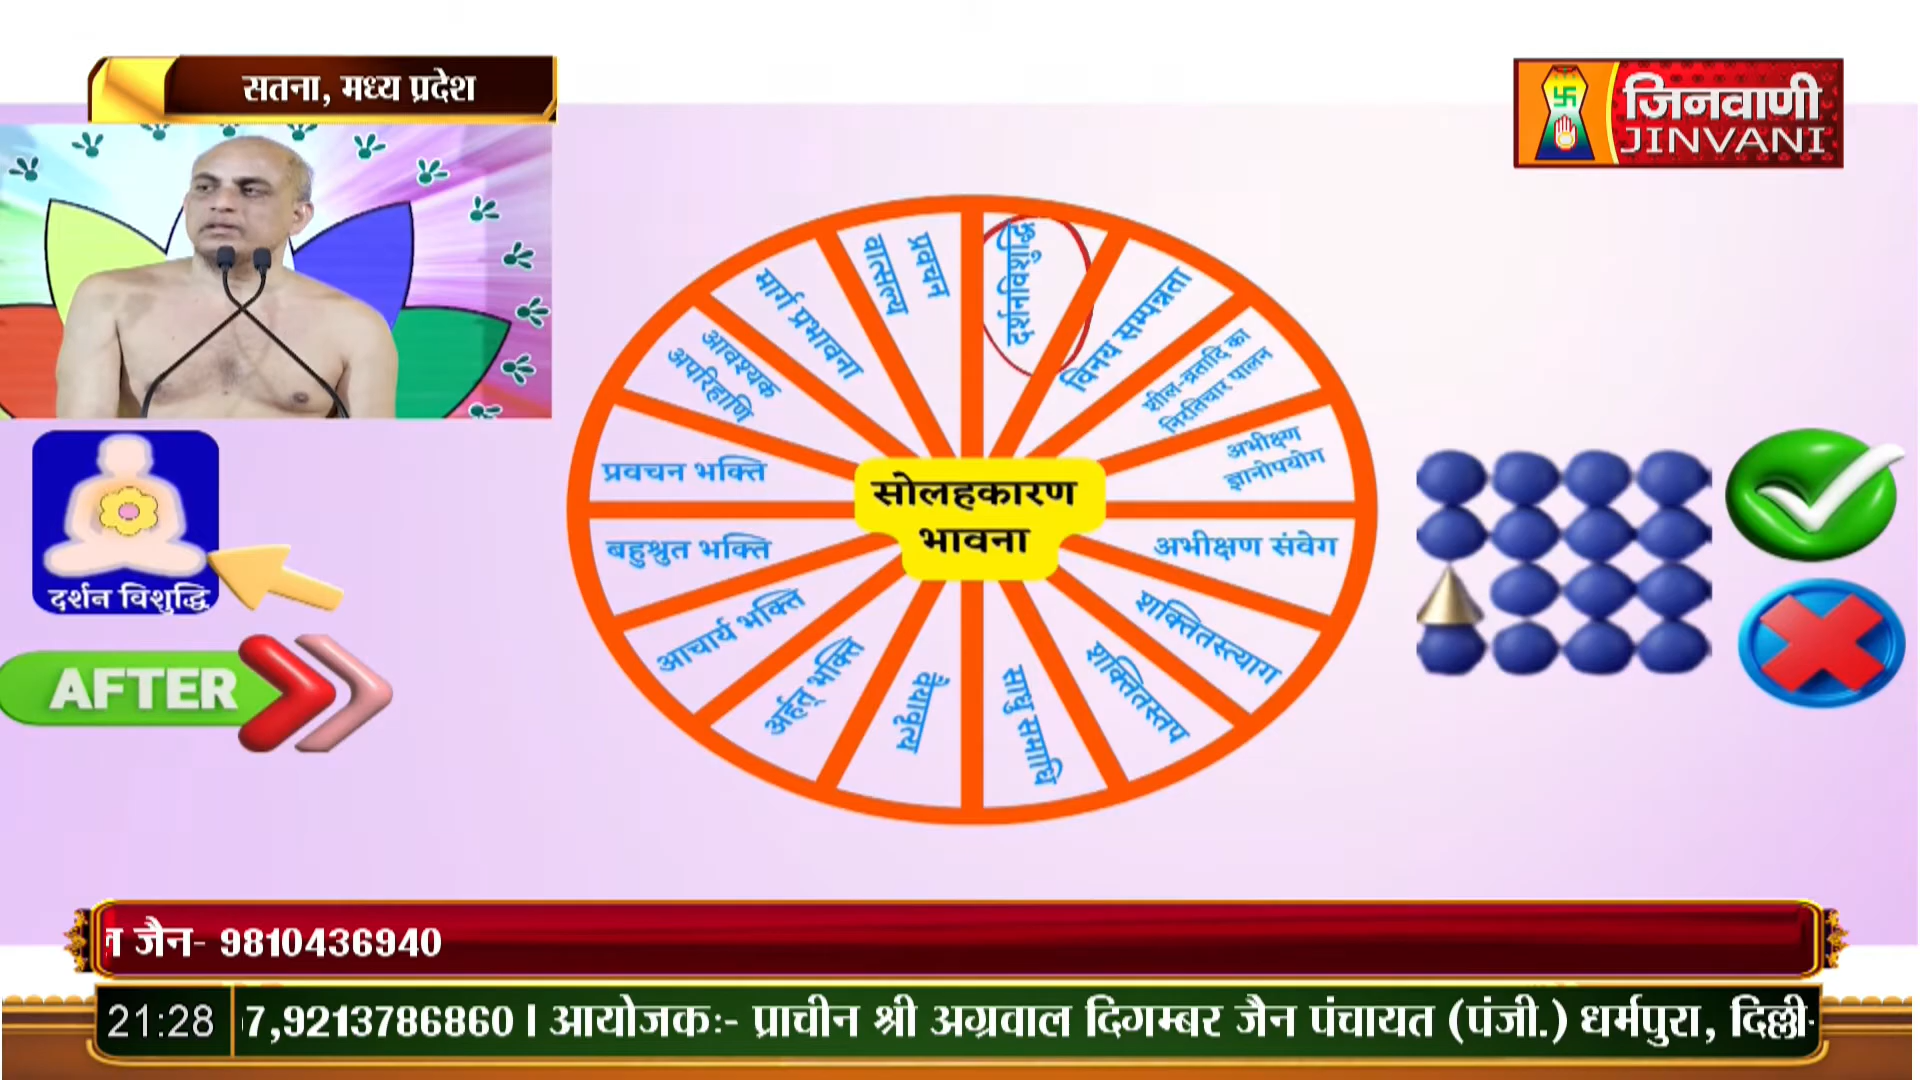 सतना, मध्य प्रदेश
जिनवाणी
JINVANI
दर्शनविशुद्धि
विनय सम्पन्नता
शील-व्रतादि का
निरतिचार पालन
अभीक्ष्ण
ज्ञानोपयोग
अभीक्षण संवेग
शक्तितस्त्याग
शक्तितस्तप
साधु समाधि
वैयावृत्य
अर्हत् भक्ति
आचार्य भक्ति
बहुश्रुत भक्ति
प्रवचन भक्ति
आवश्यक
अपरिहाणि
मार्ग प्रभावना
प्रवचन
वात्सल्य
सोलहकारण
भावना
दर्शन विशुद्धि
AFTER
जैन- 9810436940
21:28
7,9213786860 । आयोजकः- प्राचीन श्री अग्रवाल दिगम्बर जैन पंचायत (पंजी.) धर्मपुरा, दिल्ली-